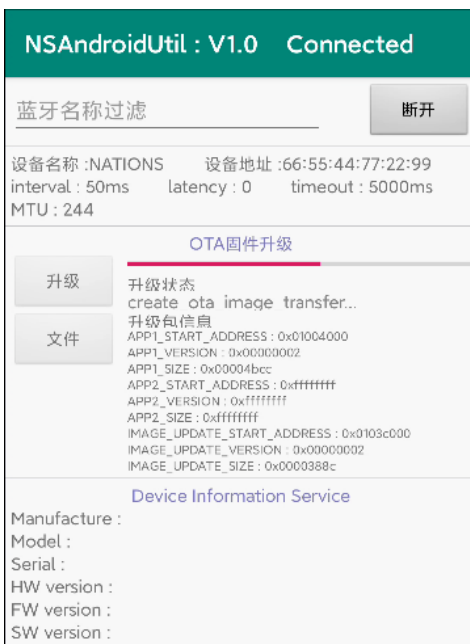 NSAndroidUtil : V1.0 Connected
蓝牙名称过滤
断开
设备名称 :NATIONS 设备地址 :66:55:44:77:22:99
interval : 50ms latency : 0 timeout : 5000ms
MTU : 244
OTA固件升级
升级
升级状态
create ota image transfer...
文件
升级包信息
APP1_START_ADDRESS : 0x01004000
APP1_VERSION : 0x00000002
APP1_SIZE : 0x00004bcc
APP2_START_ADDRESS : 0xffffffff
APP2_VERSION : 0xffffffff
APP2_SIZE : 0xffffffff
IMAGE_UPDATE_START_ADDRESS : 0x0103c000
IMAGE_UPDATE_VERSION : 0x00000002
IMAGE_UPDATE_SIZE : 0x0000388c
Device Information Service
Manufacture :
Model :
Serial :
HW version :
FW version :
SW version :